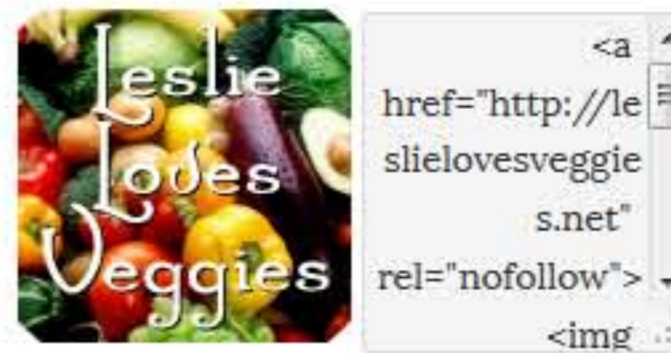 Leslie
Loves
Veggies
<a
href="http://le
slielovesveggie
s.net"
rel="nofollow">
<img